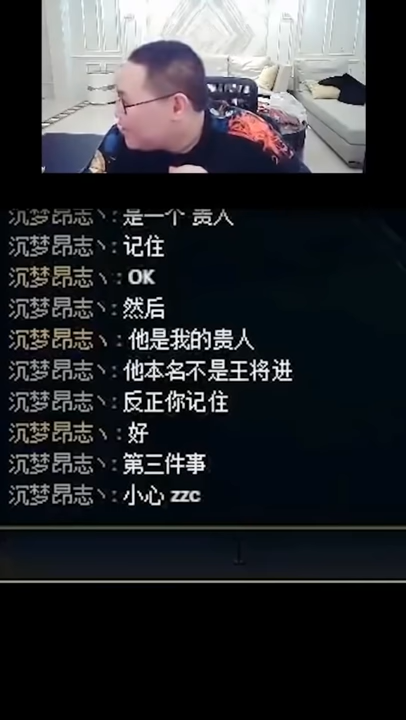 沉梦昂志丶：是一个 贵人
沉梦昂志丶：记住
沉梦昂志丶：OK
沉梦昂志丶：然后
沉梦昂志丶：他是我的贵人
沉梦昂志丶：他本名不是王将进
沉梦昂志丶：反正你记住
沉梦昂志丶：好
沉梦昂志丶：第三件事
沉梦昂志丶：小心 zzc